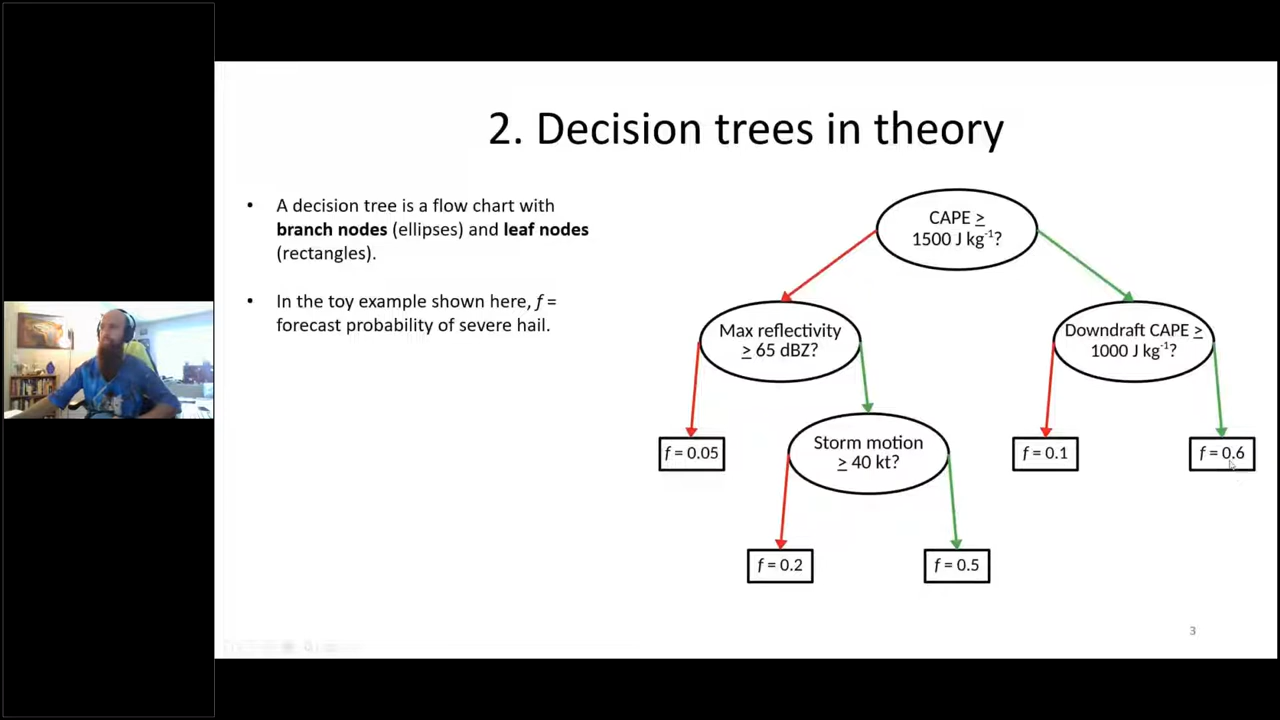 2. Decision trees in theory
• A decision tree is a flow chart with
branch nodes (ellipses) and leaf nodes
(rectangles).
• In the toy example shown here, f =
forecast probability of severe hail.
CAPE ≥
1500 J kg⁻¹?
Max reflectivity
≥ 65 dBZ?
Downdraft CAPE ≥
1000 J kg⁻¹?
f = 0.05
Storm motion
≥ 40 kt?
f = 0.1
f = 0.6
f = 0.2
f = 0.5
3